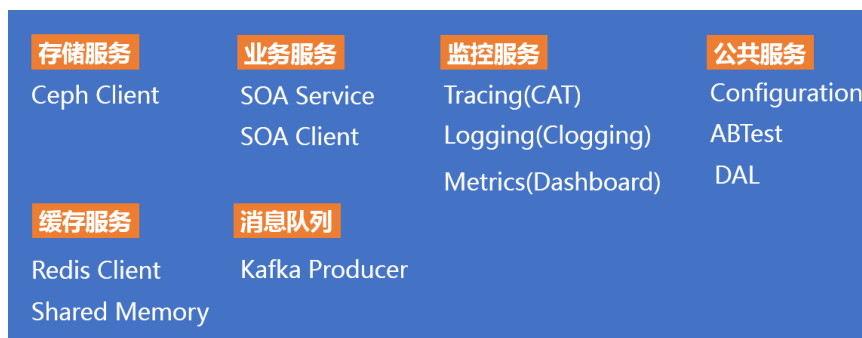 存储服务
Ceph Client
业务服务
SOA Service
SOA Client
监控服务
Tracing(CAT)
Logging(Clogging)
Metrics(Dashboard)
公共服务
Configuration
ABTest
DAL
缓存服务
Redis Client
Shared Memory
消息队列
Kafka Producer